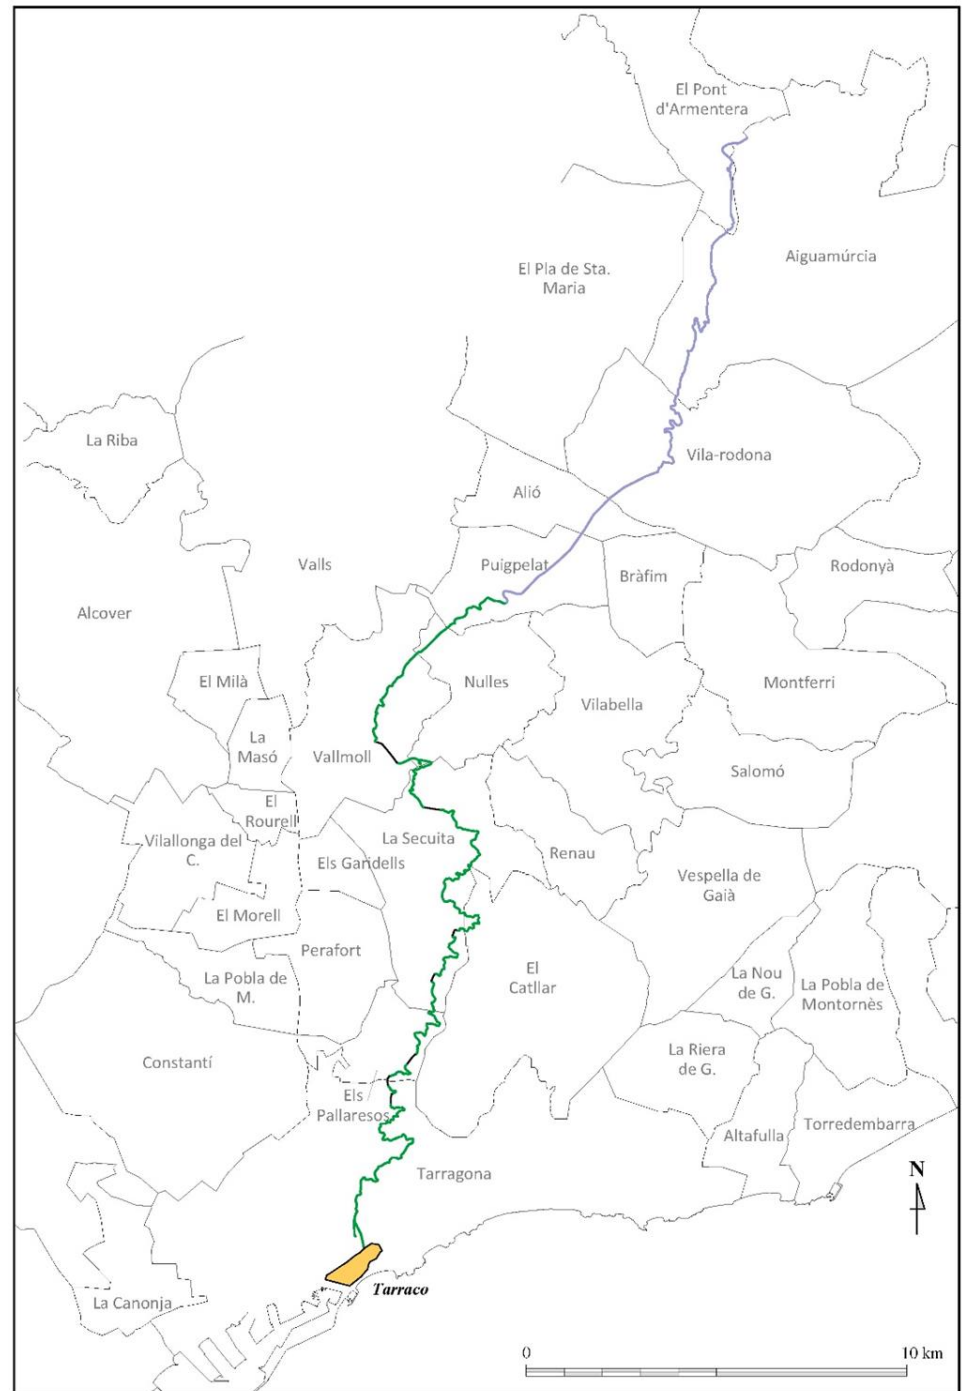 El Pont
d'Armentera
Aiguamúrcia
El Pla de Sta.
Maria
La Riba
Vila-rodona
Alió
Valls
Puigpelat
Bràfim
Rodonyà
Alcover
El Milà
Nulles
Vilabella
Montferri
La
Masó
Vallmoll
Salomó
El
Rourell
Vilallonga del
C.
La Secuita
Els Garidells
Renau
Vespella de
Gaià
El Morell
Perafort
La Pobla de
M.
El
Catllar
La Nou
de G.
La Pobla de
Montornès
Constantí
La Riera
de G.
Els
Pallaresos
Altafulla
Torredembarra
Tarragona
N
Tarraco
La Canonja
0
10 km